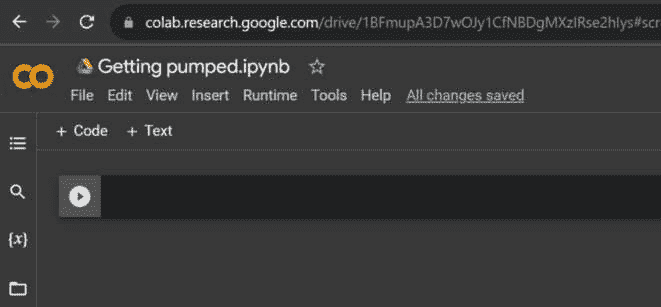 colab.research.google.com/drive/1BFmupA3D7wOJy1CfNBDgMXzIRse2hlys#scr
Getting pumped.ipynb
File Edit View Insert Runtime Tools Help All changes saved
+ Code + Text
{x}